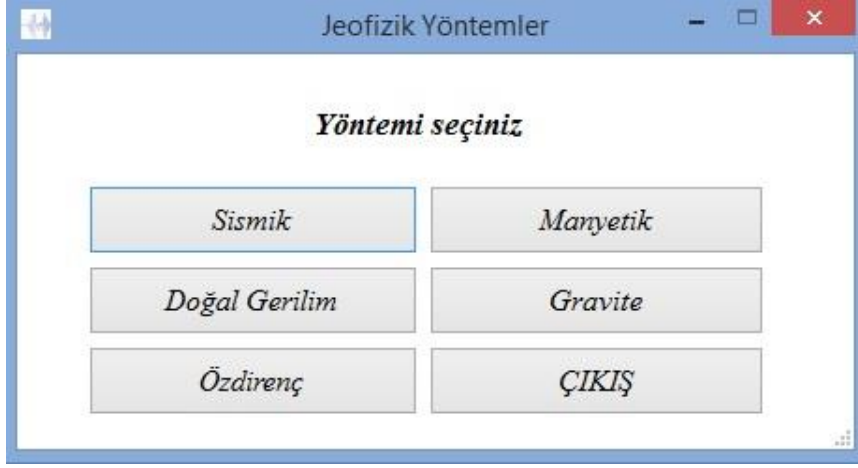 Jeofizik Yöntemler
Yöntemi seçiniz
Sismik Manyetik
Doğal Gerilim Gravite
Özdirenç ÇIKIŞ